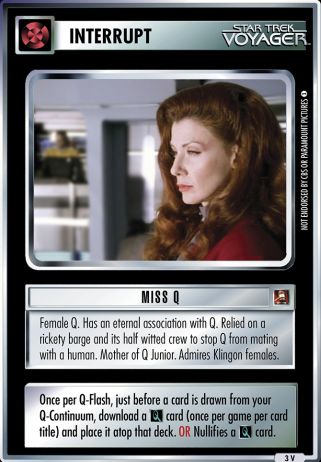 INTERRUPT
STAR TREK
VOYAGER
NOT ENDORSED BY CBS OR PARAMOUNT PICTURES
MISS Q
Female Q. Has an eternal association with Q. Relied on a
rickety barge and its half witted crew to stop Q from mating
with a human. Mother of Q Junior. Admires Klingon females.
Once per Q-Flash, just before a card is drawn from your
Q-Continuum, download a card (once per game per card
title) and place it atop that deck. OR Nullifies a card.
3 V